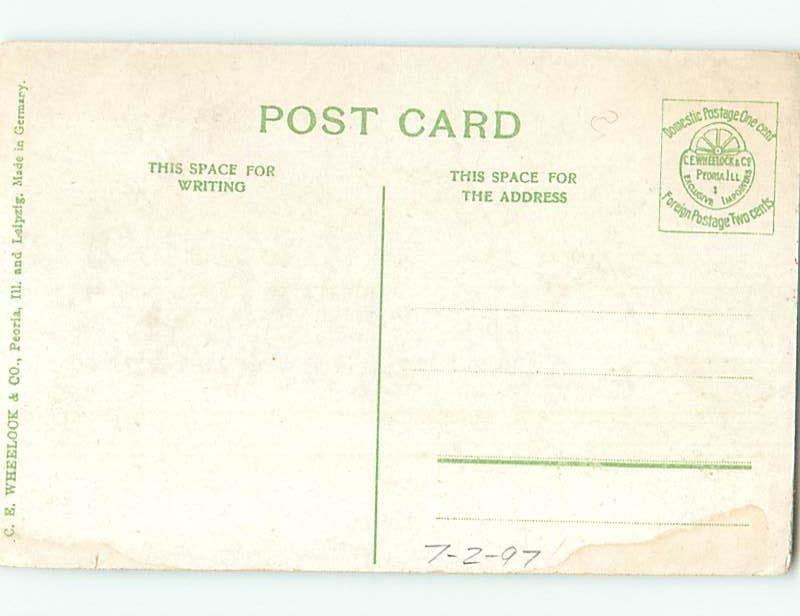 POST CARD
THIS SPACE FOR
WRITING
THIS SPACE FOR
THE ADDRESS
Domestic Postage One cent
C.E. WHEELOCK & CO
PEORIA ILL
EXCLUSIVE IMPORTERS
Foreign Postage Two cents
C. E. WHEELOCK & CO., Peoria, Ill. and Leipzig. Made in Germany.
7-2-97